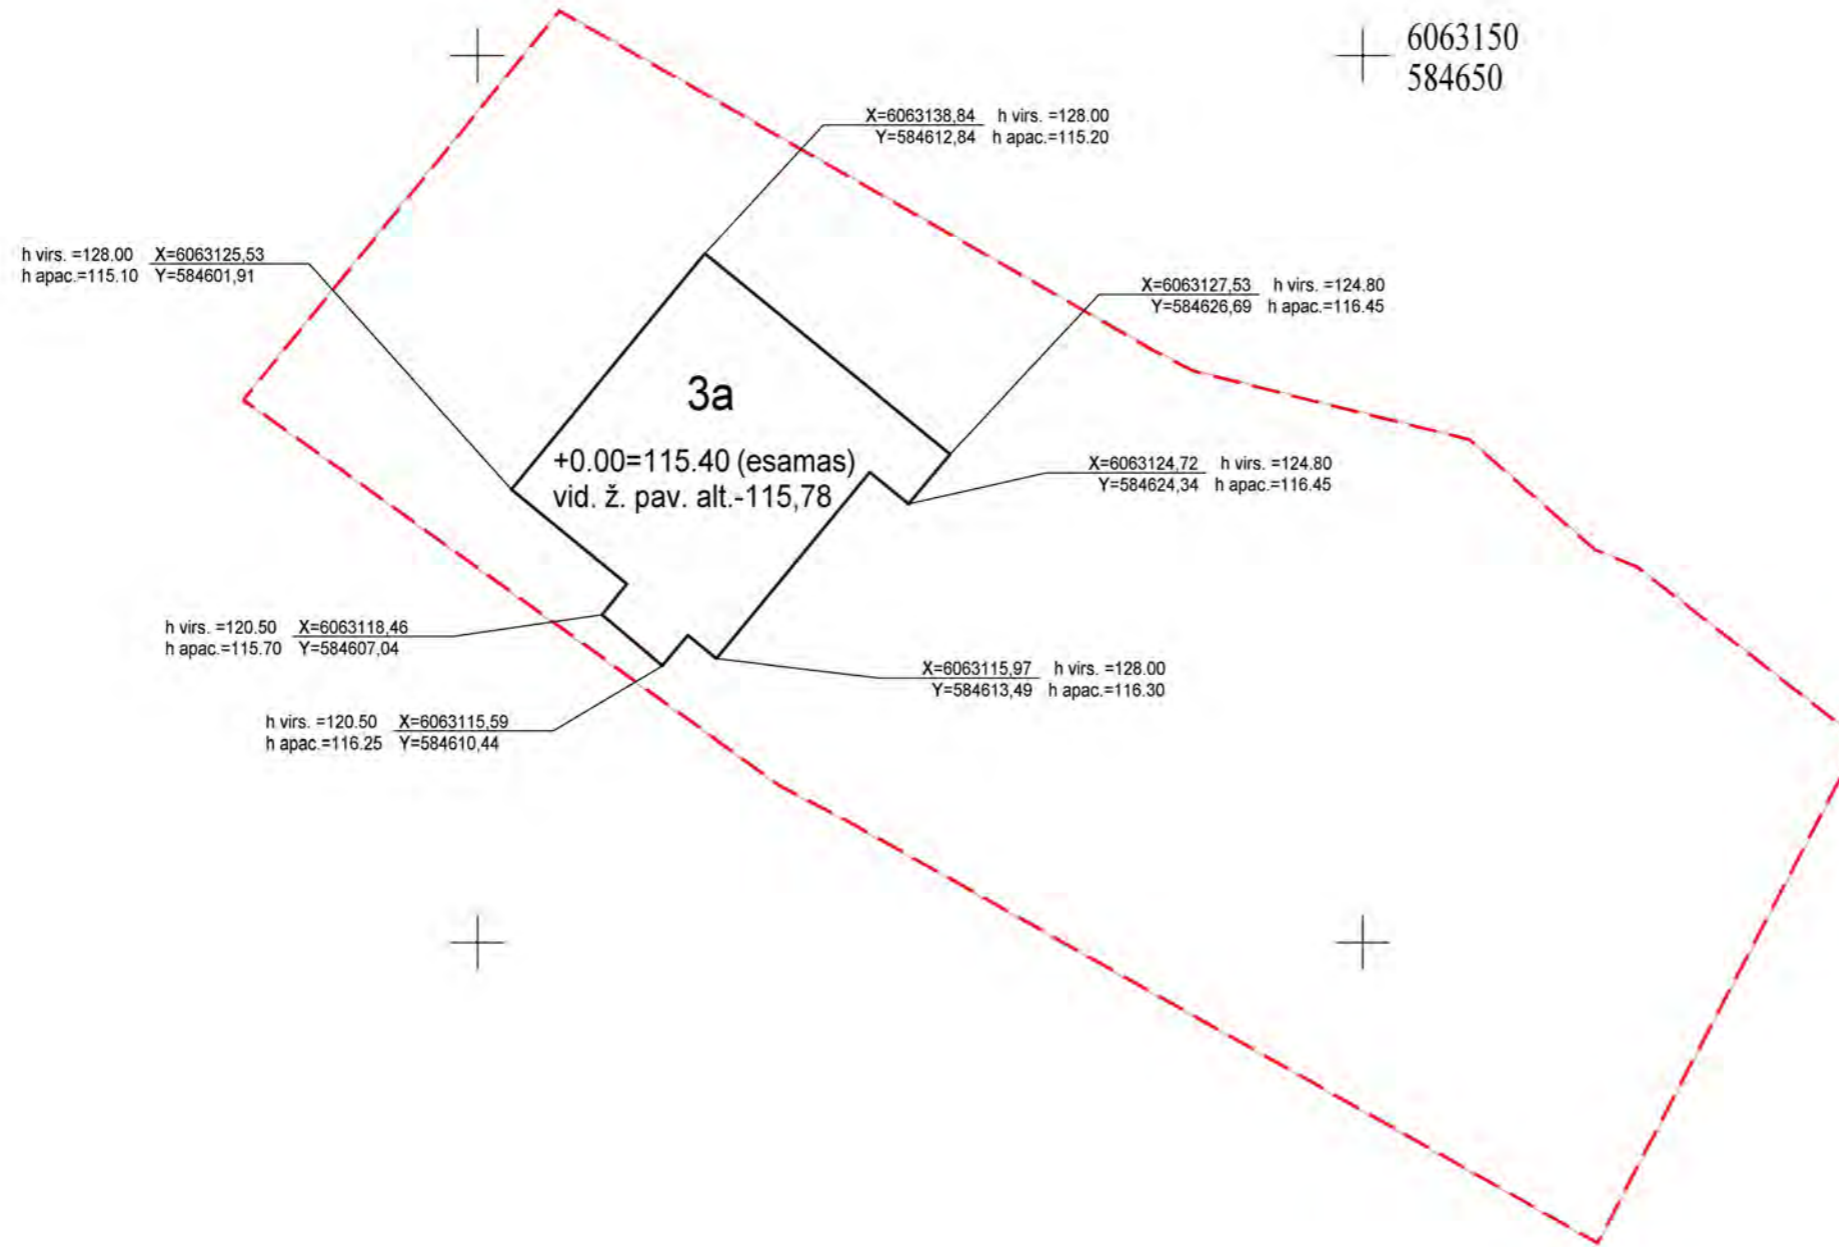 6063150
584650
X=6063138,84 h virs. =128.00
Y=584612,84 h apac.=115.20
h virs. =128.00 X=6063125,53
h apac.=115.10 Y=584601,91
X=6063127,53 h virs. =124.80
Y=584626,69 h apac.=116.45
3a
+0.00=115.40 (esamas)
vid. ž. pav. alt.-115,78
X=6063124,72 h virs. =124.80
Y=584624,34 h apac.=116.45
h virs. =120.50 X=6063118,46
h apac.=115.70 Y=584607,04
X=6063115,97 h virs. =128.00
Y=584613,49 h apac.=116.30
h virs. =120.50 X=6063115,59
h apac.=116.25 Y=584610,44